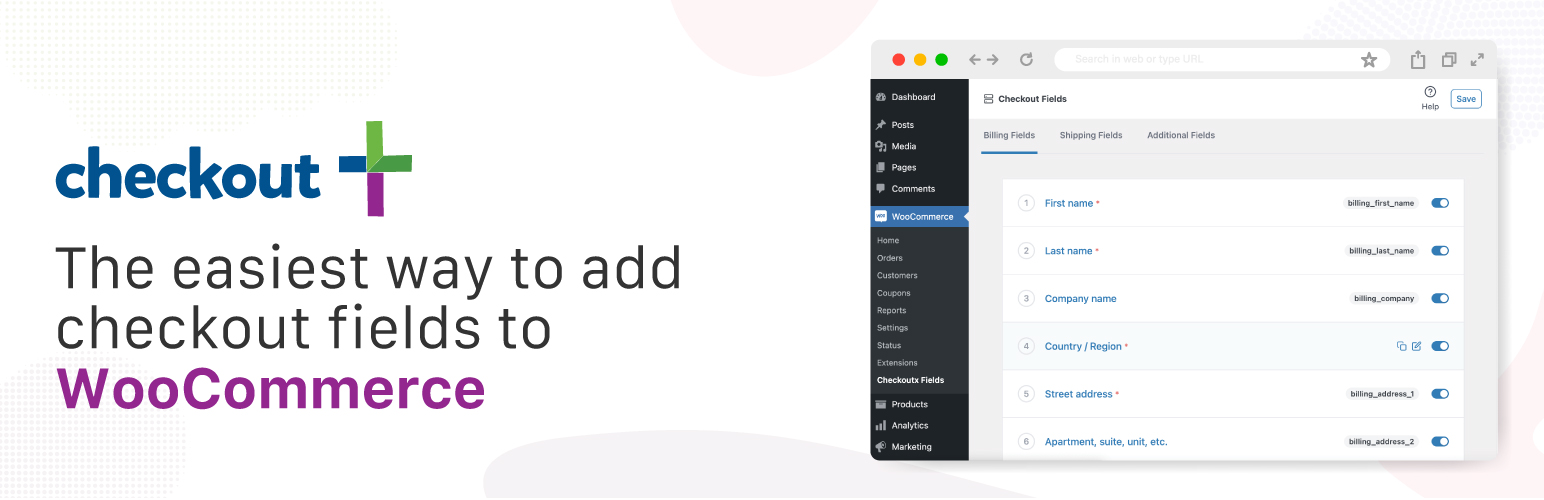 checkout
The easiest way to add
checkout fields to
WooCommerce
Search in web or type URL
Dashboard
Posts
Media
Pages
Comments
woo WooCommerce
Home
Orders
Customers
Coupons
Reports
Settings
Status
Extensions
Checkoutx Fields
Products
Analytics
Marketing
Checkout Fields
Help
Save
Billing Fields Shipping Fields Additional Fields
1 First name * billing_first_name
2 Last name * billing_last_name
3 Company name billing_company
4 Country / Region *
5 Street address * billing_address_1
6 Apartment, suite, unit, etc. billing_address_2